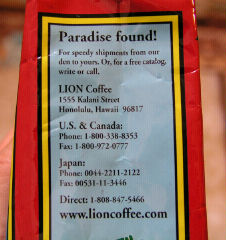 Paradise found!
For speedy shipments from our
den to yours. Or, for a free catalog,
write or call.
LION Coffee
1555 Kalani Street
Honolulu, Hawaii 96817
U.S. & Canada:
Phone: 1-800-338-8353
Fax: 1-800-972-0777
Japan:
Phone: 0044-2211-2122
Fax: 00531-11-3446
Direct: 1-808-847-5466
www.lioncoffee.com